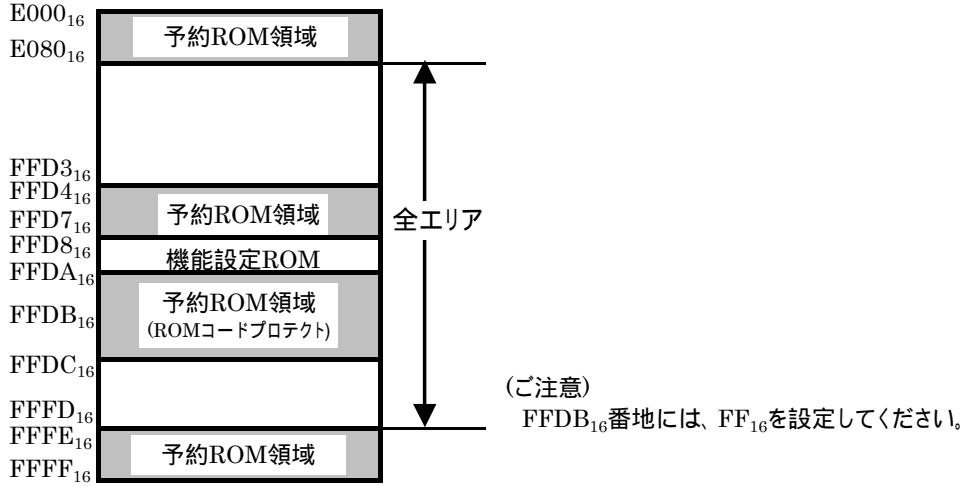 E000₁₆
予約ROM領域
E080₁₆
FFD3₁₆
FFD4₁₆
予約ROM領域
FFD7₁₆
全エリア
FFD8₁₆
機能設定ROM
FFDA₁₆
予約ROM領域
(ROMコードプロテクト)
FFDB₁₆
FFDC₁₆
(ご注意)
FFDB₁₆番地には、FF₁₆を設定してください。
FFFD₁₆
FFFE₁₆
予約ROM領域
FFFF₁₆